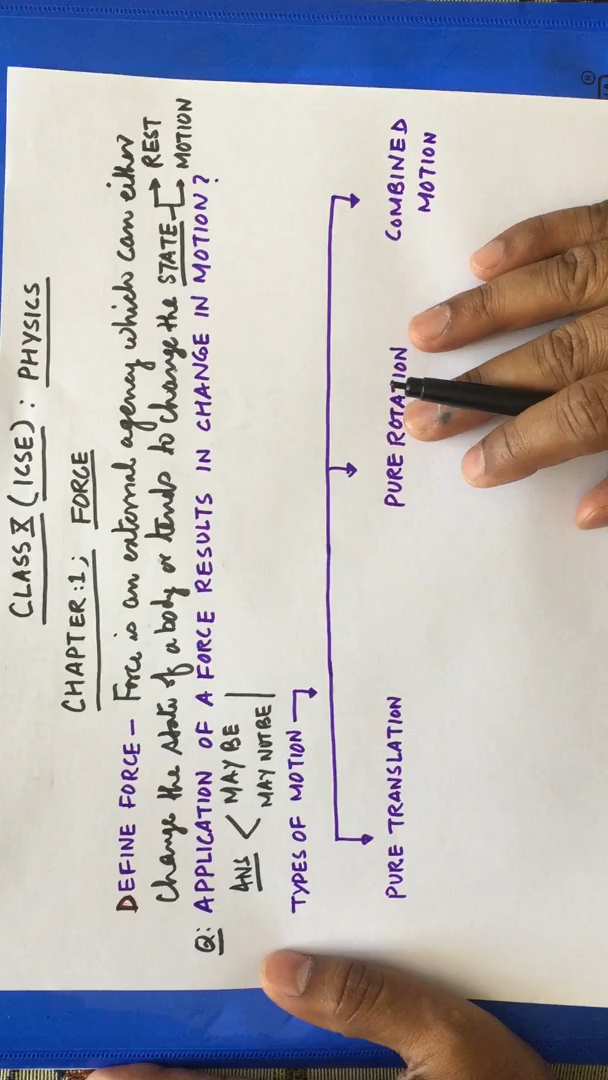 CLASS X (ICSE) : PHYSICS
CHAPTER:1; FORCE
DEFINE FORCE – Force is an external agency which can either
change the state of a body or tends to change the STATE → REST
→ MOTION
Q: APPLICATION OF A FORCE RESULTS IN CHANGE IN MOTION?
ANS < MAY BE
MAY NOT BE
TYPES OF MOTION
PURE TRANSLATION PURE ROTATION COMBINED
MOTION